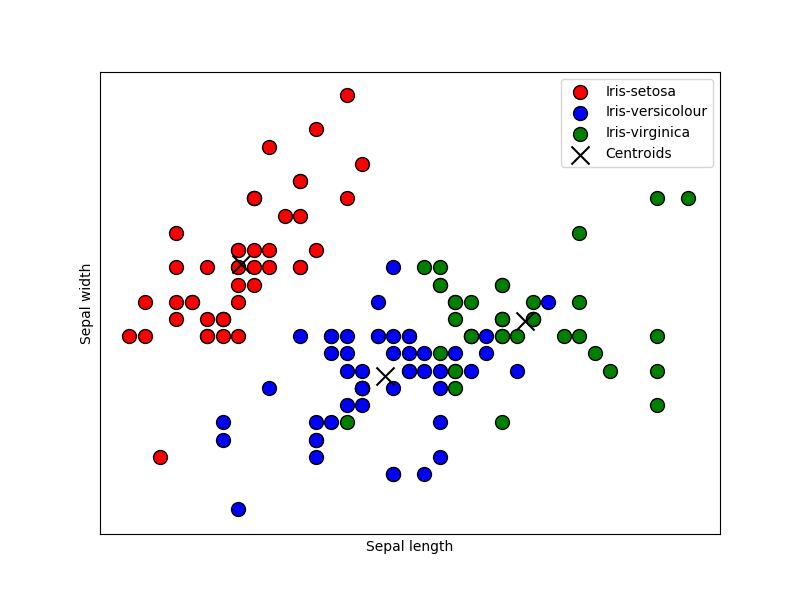 Iris-setosa
Iris-versicolour
Iris-virginica
Centroids
Sepal width
Sepal length